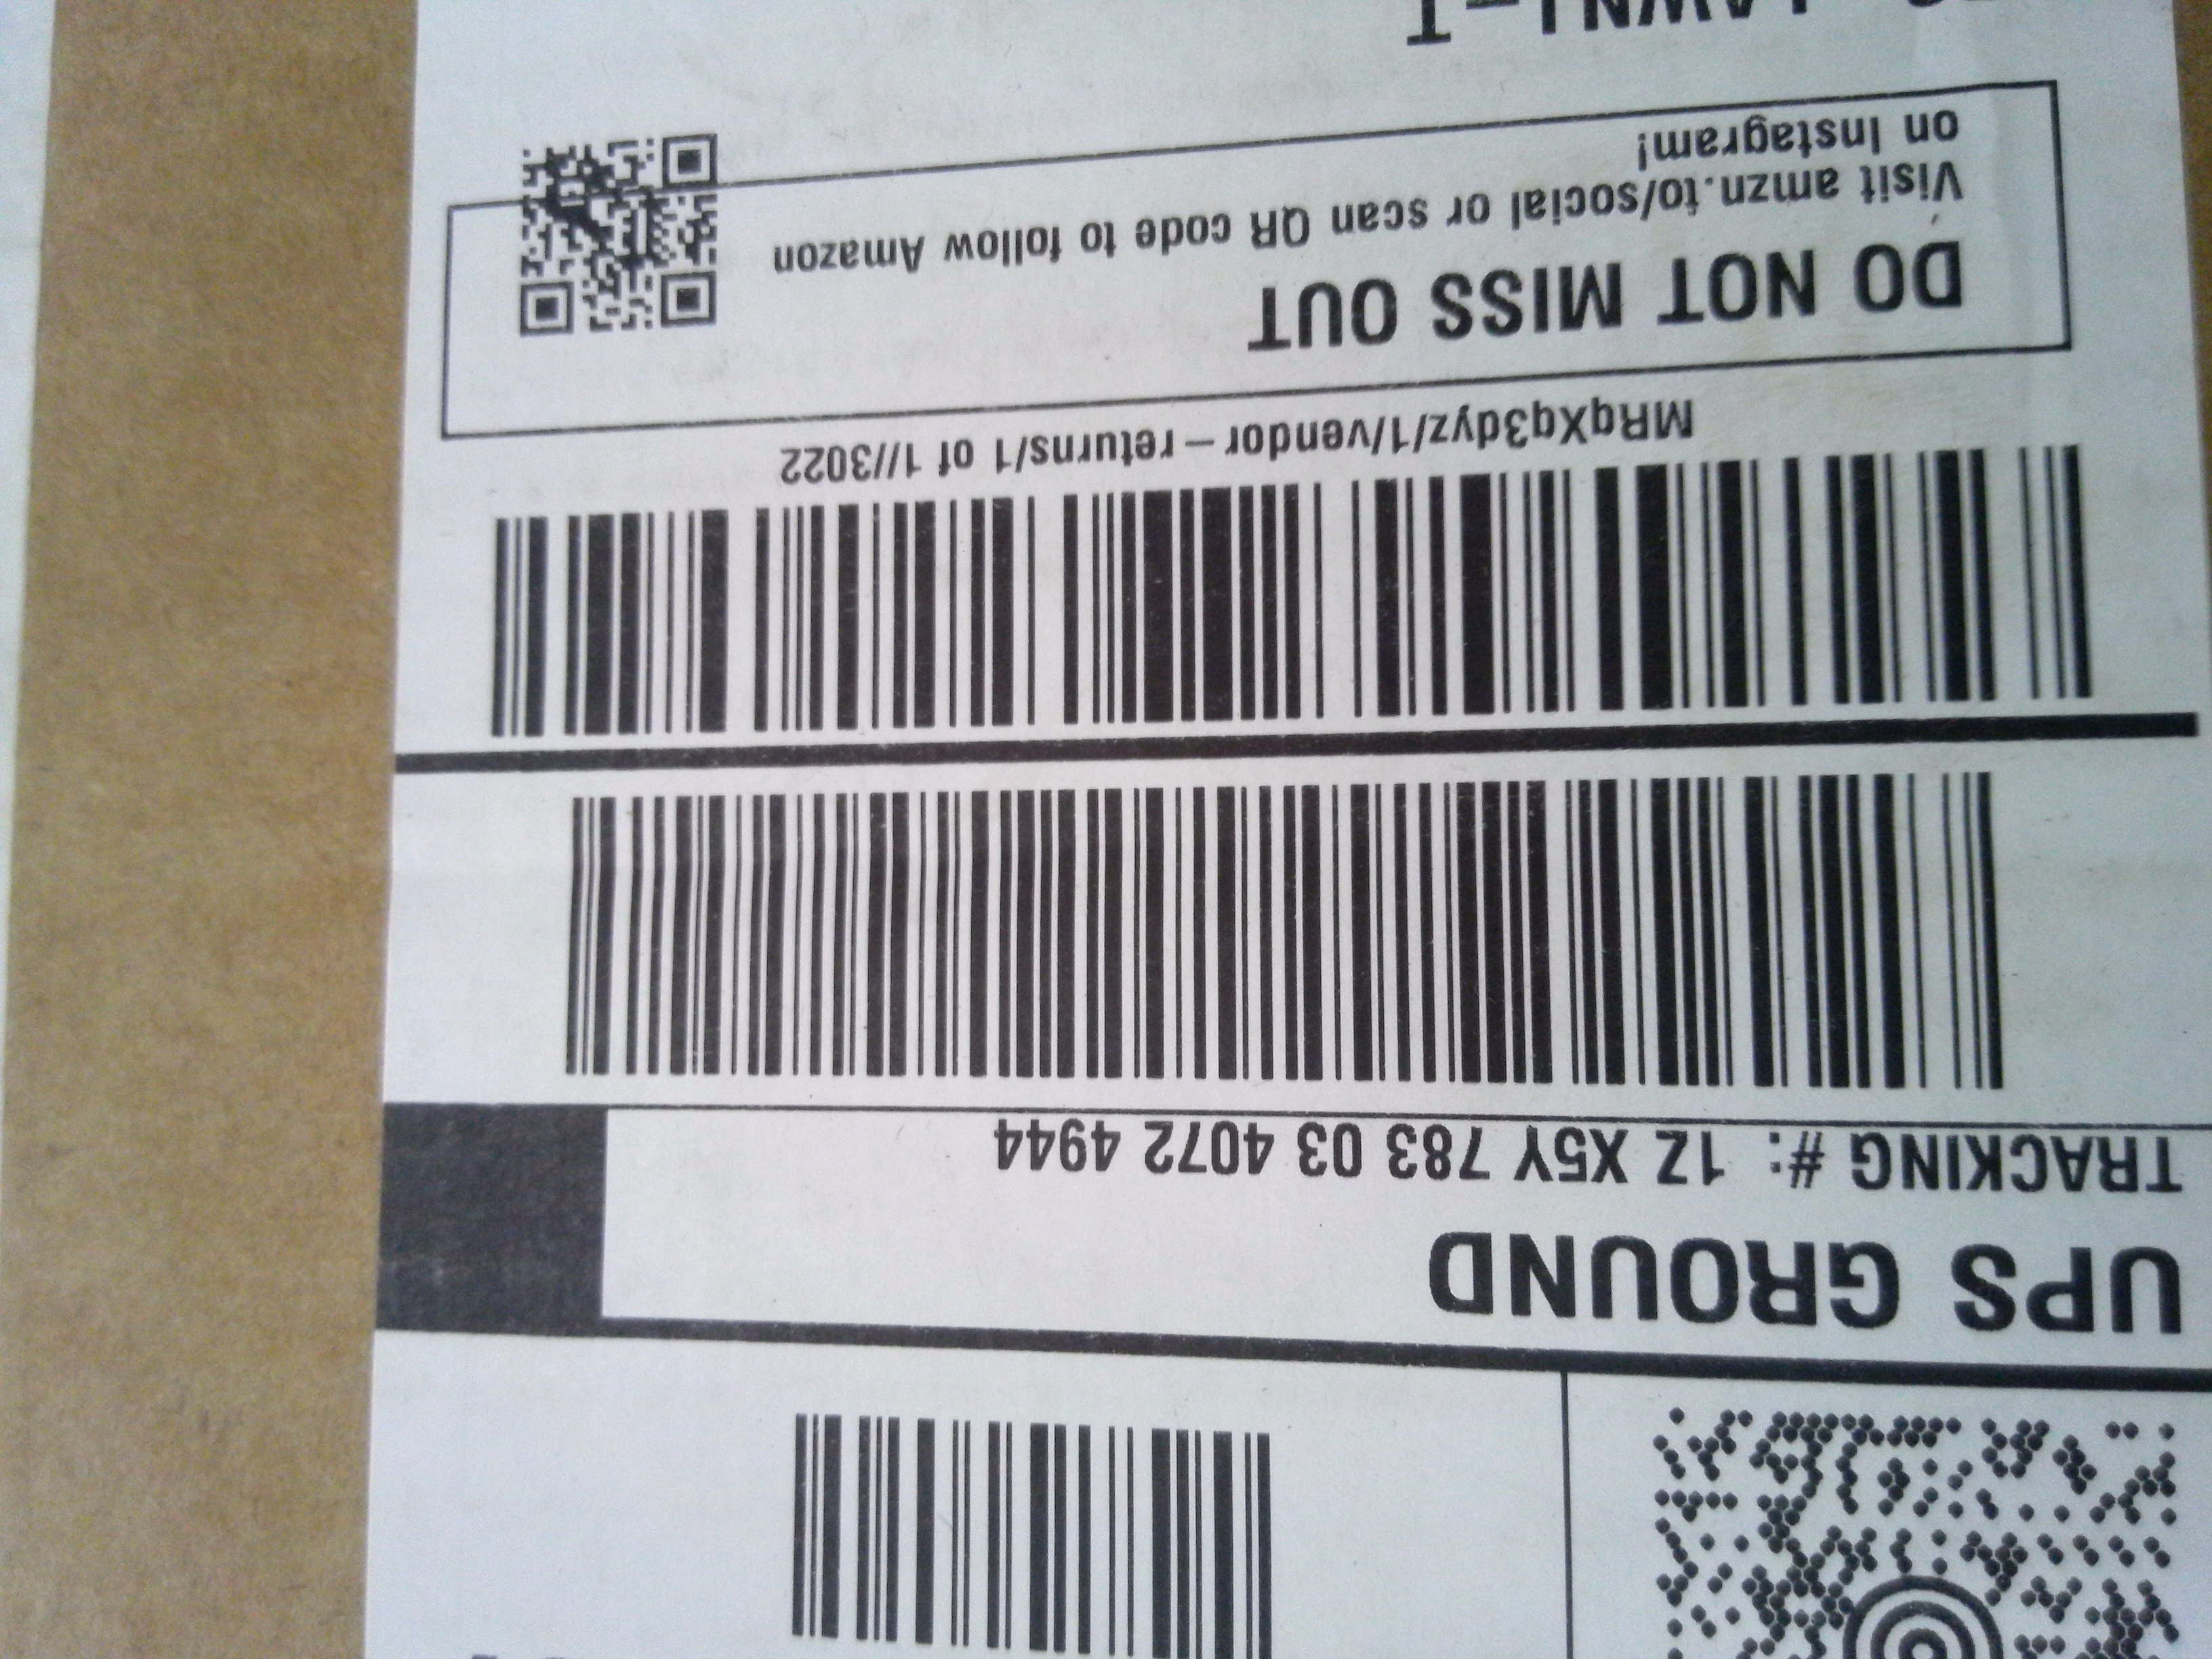 UPS GROUND
TRACKING #: 1Z X5Y 783 03 4072 4944
MRqXq3dyz/1/vendor-returns/1 of 1//3022
DO NOT MISS OUT
Visit amzn.to/social or scan QR code to follow Amazon
on Instagram!